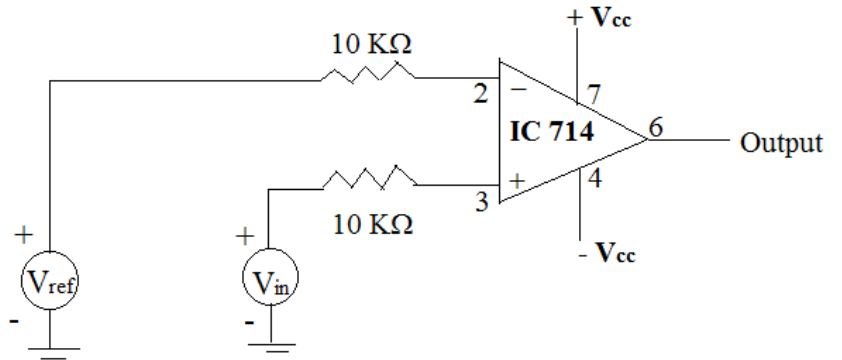 + Vcc
10 KΩ
2
−
7
IC 714
6
Output
3
+
4
10 KΩ
- Vcc
+
Vref
-
+
Vin
-